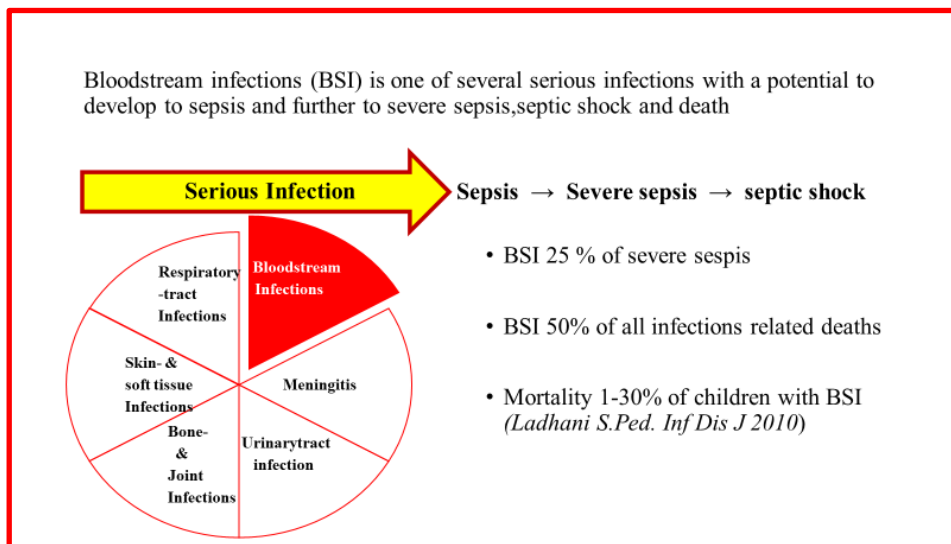 Bloodstream infections (BSI) is one of several serious infections with a potential to
develop to sepsis and further to severe sepsis,septic shock and death
Serious Infection
Sepsis → Severe sepsis → septic shock
Bloodstream
Infections
Respiratory
-tract
Infections
Skin- &
soft tissue
Infections
Meningitis
Bone-
&
Joint
Infections
Urinarytract
infection
• BSI 25 % of severe sespis
• BSI 50% of all infections related deaths
• Mortality 1-30% of children with BSI
(Ladhani S.Ped. Inf Dis J 2010)